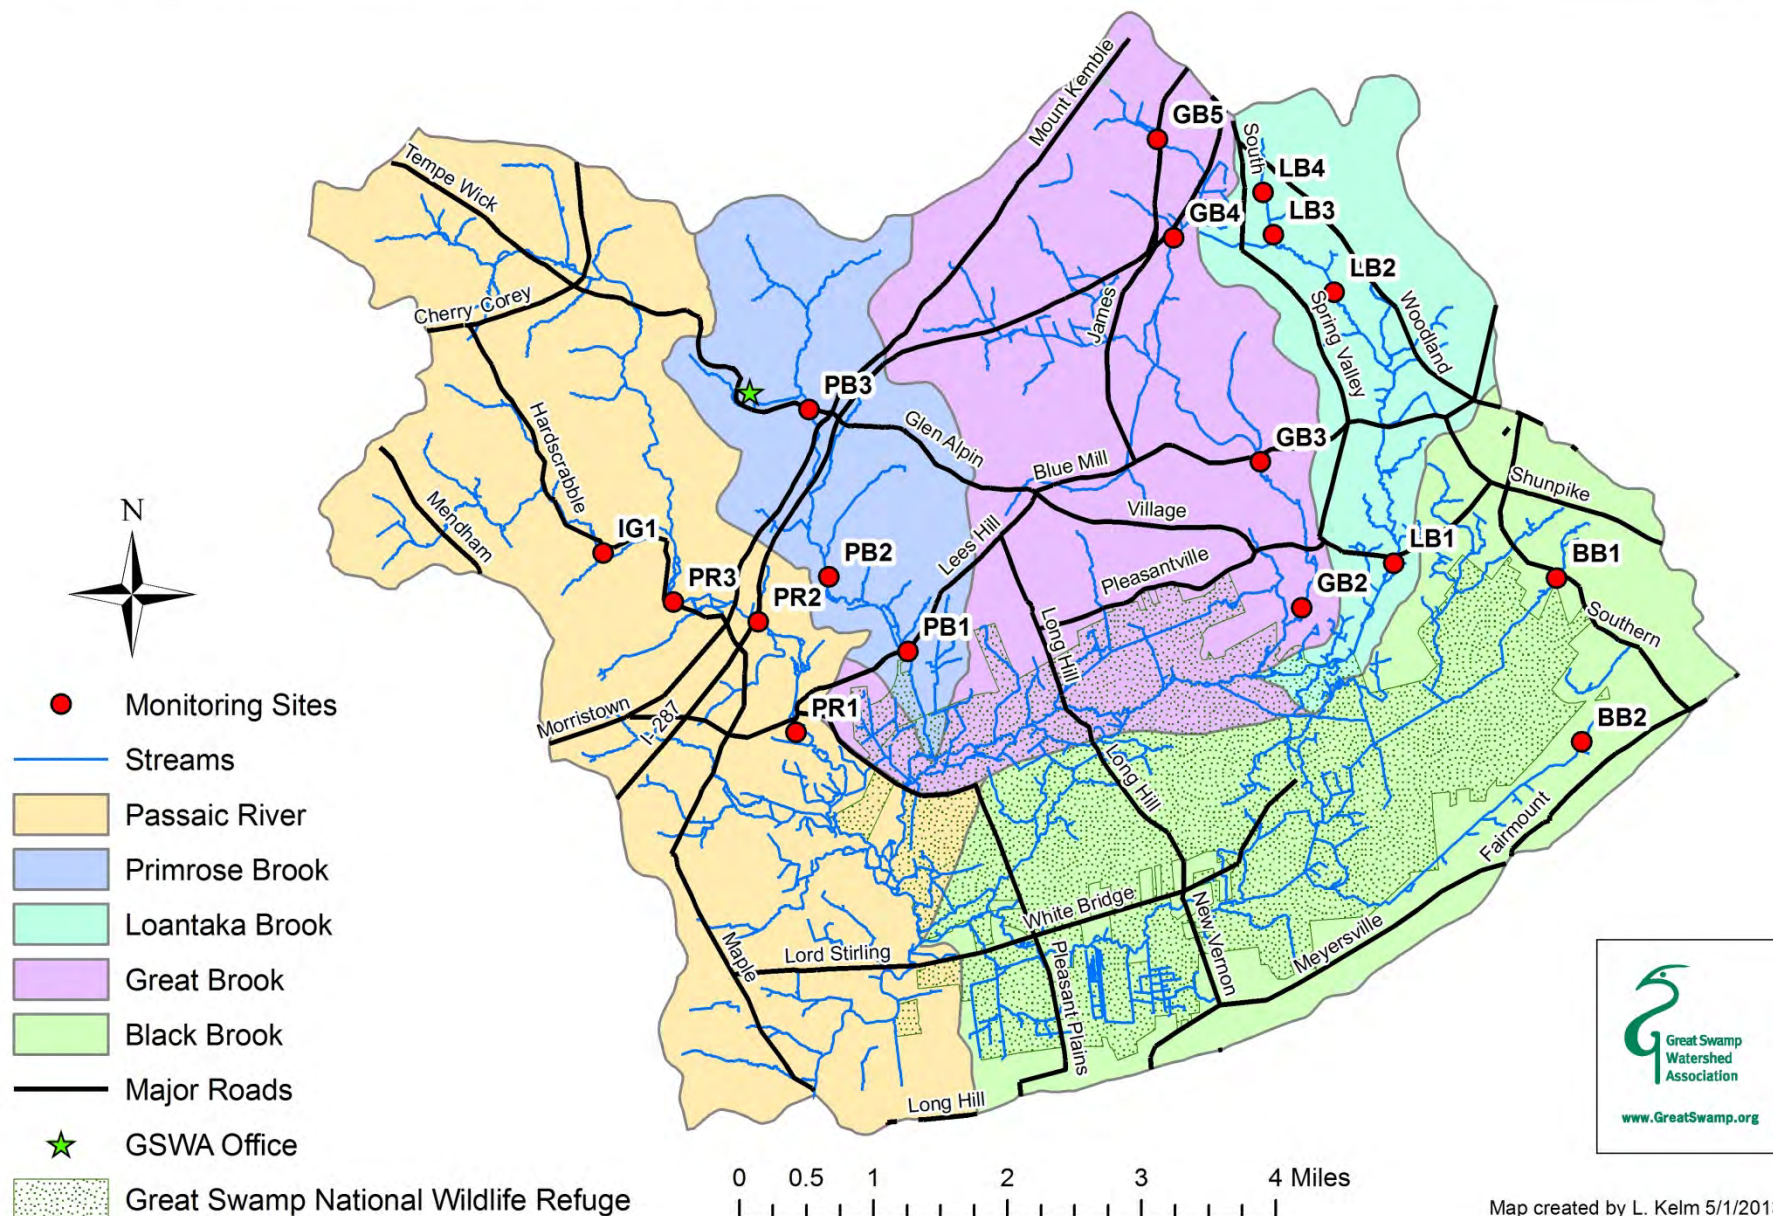 Mount Kemble
GB5
South
LB4
Tempe Wick
GB4
LB3
LB2
Cherry Corey
James
Spring Valley
Woodland
PB3
Hardscrabble
Glen Alpin
GB3
Blue Mill
Shunpike
Mendham
N
IG1
Village
PB2
Lees Hill
LB1
BB1
PR3
PR2
Pleasantville
GB2
PB1
Long Hill
Southern
Monitoring Sites
PR1
Morristown
I-287
BB2
Streams
Long Hill
Passaic River
Fairmount
Primrose Brook
White Bridge
New Vernon
Loantaka Brook
Maple
Lord Stirling
Meyersville
Great Brook
Pleasant Plains
Black Brook
Great Swamp
Watershed
Association
Major Roads
Long Hill
www.GreatSwamp.org
GSWA Office
0 0.5 1 2 3 4 Miles
Great Swamp National Wildlife Refuge
Map created by L. Kelm 5/1/2013